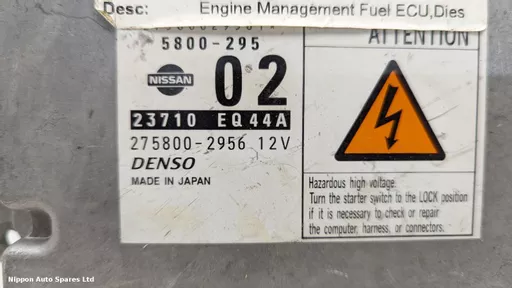 Desc: Engine Management Fuel ECU,Dies
5800-295
ATTENTION
NISSAN
02
23710 EQ44A
275800-2956 12V
DENSO
MADE IN JAPAN
Hazardous high voltage.
Turn the starter switch to the LOCK position
if it is necessary to check or repair
the computer, harness, or connectors.
Nippon Auto Spares Ltd